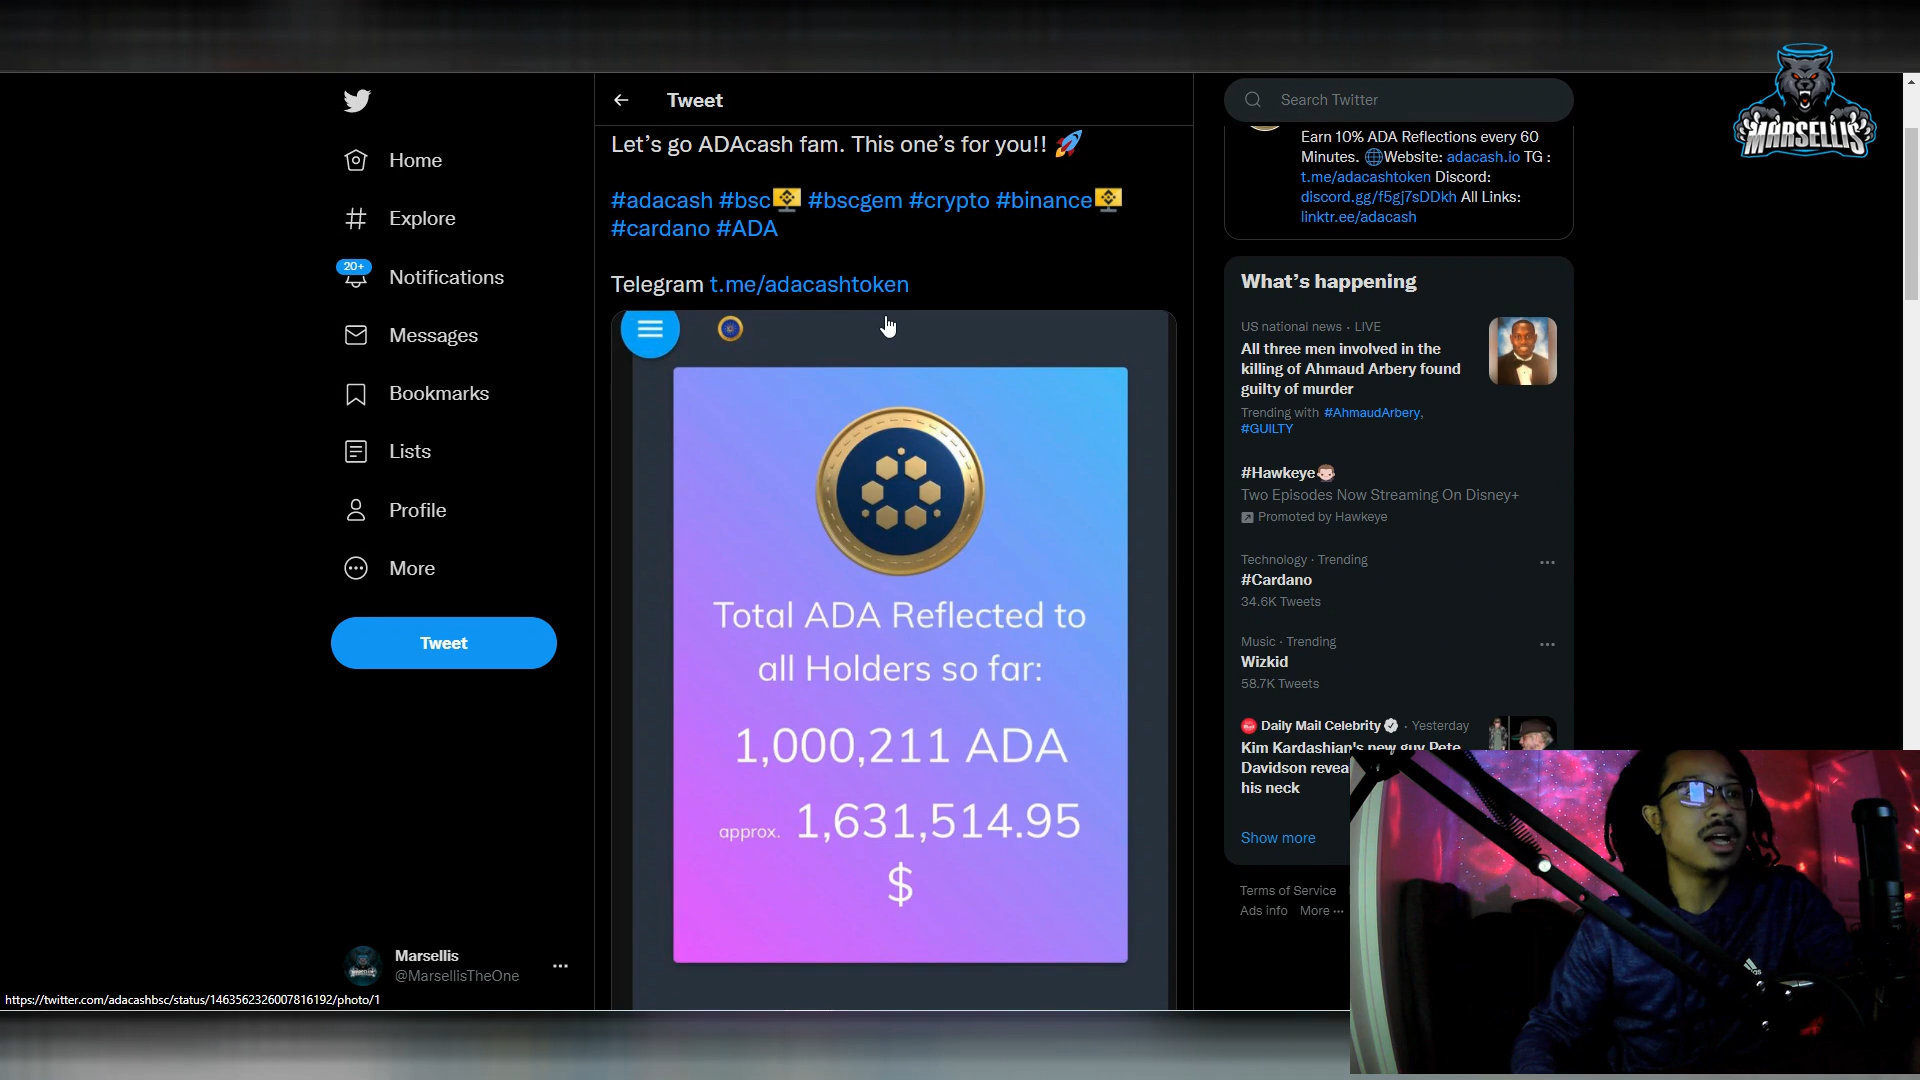 MARSELLIS
Tweet
Search Twitter
Home
Explore
20+
Notifications
Messages
Bookmarks
Lists
Profile
More
Tweet
Marsellis
@MarsellisTheOne
https://twitter.com/adacashbsc/status/1463562326007816192/photo/1
Let’s go ADAcash fam. This one’s for you!! 🚀
#adacash #bsc #bscgem #crypto #binance
#cardano #ADA
Telegram t.me/adacashtoken
Total ADA Reflected to
all Holders so far:
1,000,211 ADA
approx. 1,631,514.95
$
Earn 10% ADA Reflections every 60
Minutes. 🌐Website: adacash.io TG :
t.me/adacashtoken Discord:
discord.gg/f5gj7sDDkh All Links:
linktr.ee/adacash
What’s happening
US national news · LIVE
All three men involved in the
killing of Ahmaud Arbery found
guilty of murder
Trending with #AhmaudArbery,
#GUILTY
#Hawkeye
Two Episodes Now Streaming On Disney+
Promoted by Hawkeye
Technology · Trending
#Cardano
34.6K Tweets
Music · Trending
Wizkid
58.7K Tweets
Daily Mail Celebrity · Yesterday
Kim Kardashian's new guy Pete
Davidson revea
his neck
Show more
Terms of Service
Ads info More ···